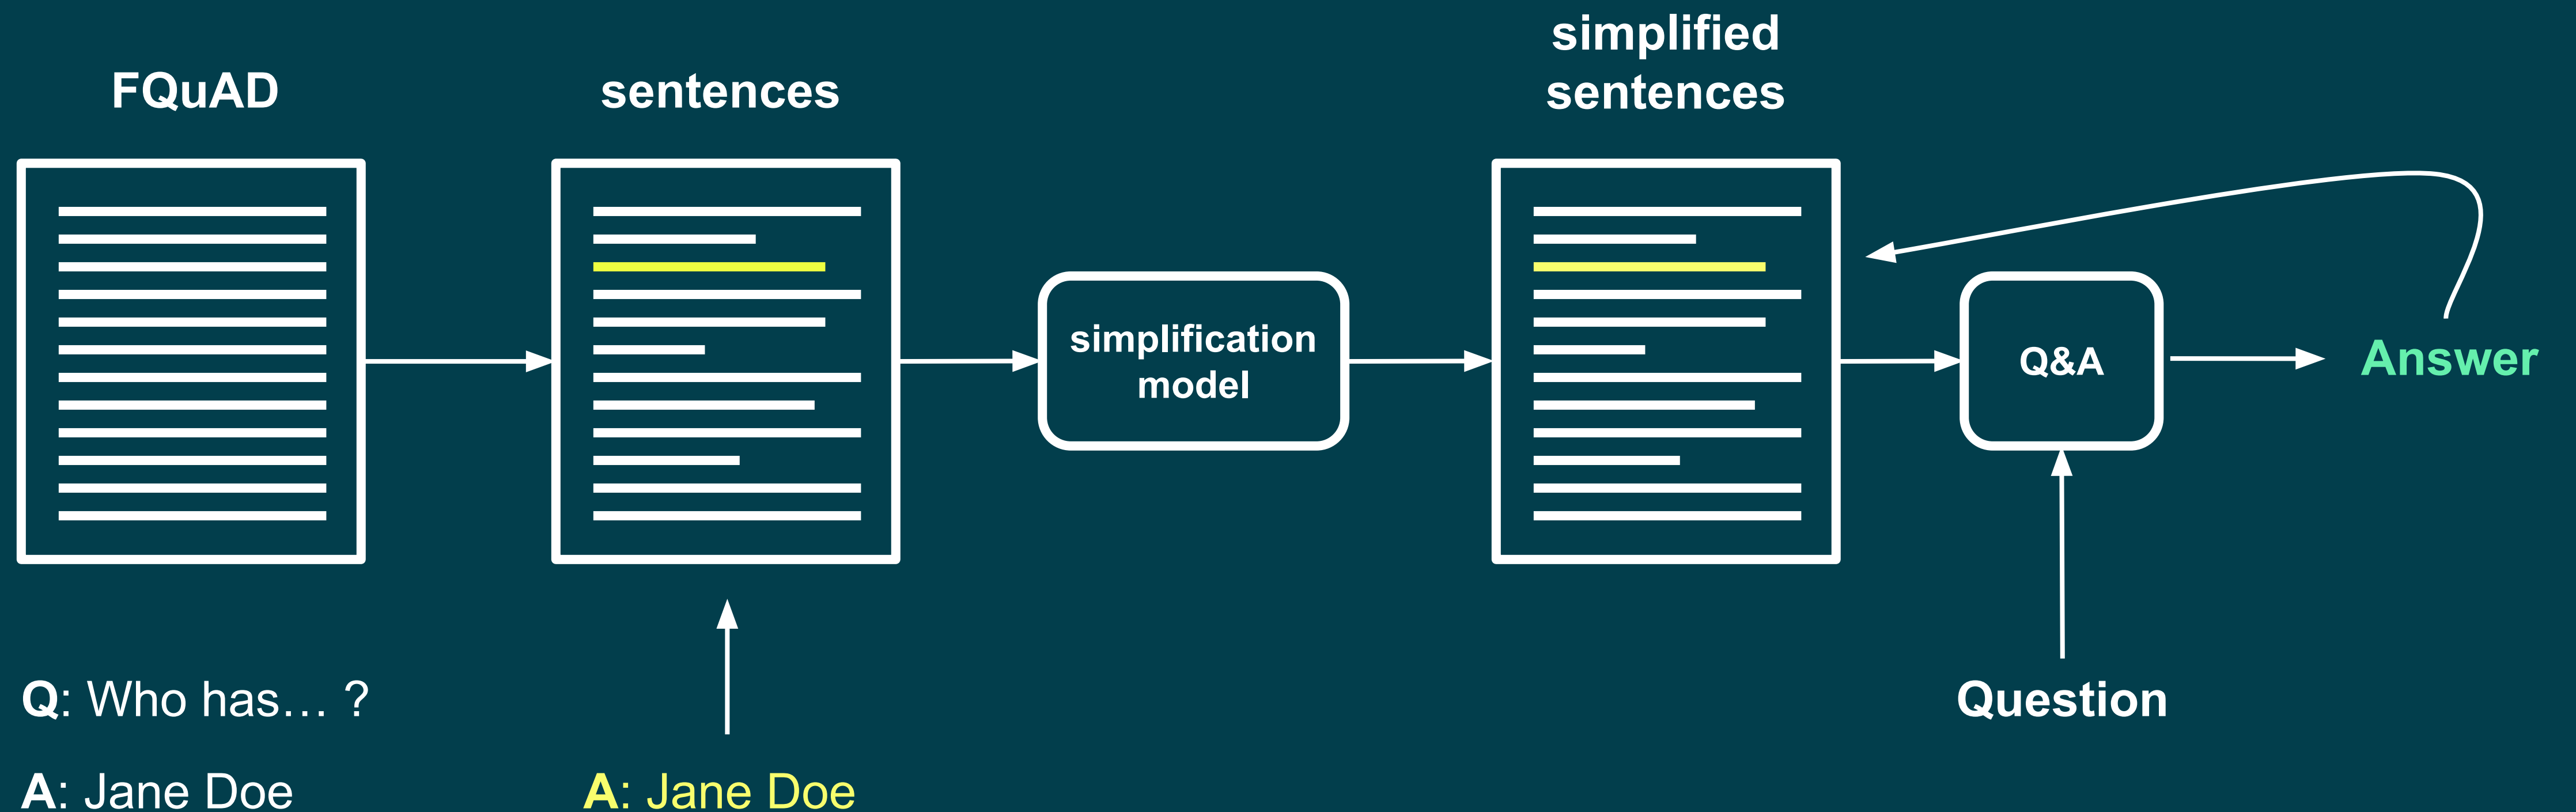 FQuAD
sentences
simplified
sentences
simplification
model
Q&A
Answer
Question
Q: Who has… ?
A: Jane Doe
A: Jane Doe